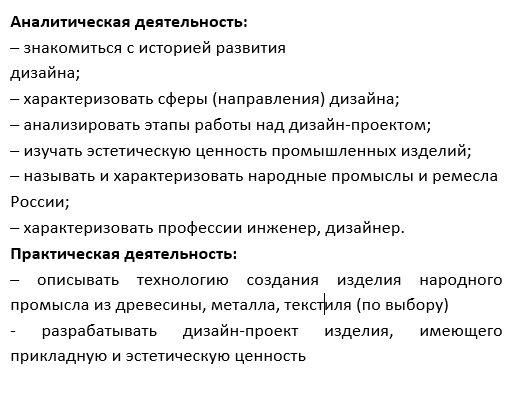 Аналитическая деятельность:
– знакомиться с историей развития
дизайна;
– характеризовать сферы (направления) дизайна;
– анализировать этапы работы над дизайн-проектом;
– изучать эстетическую ценность промышленных изделий;
– называть и характеризовать народные промыслы и ремесла
России;
– характеризовать профессии инженер, дизайнер.
Практическая деятельность:
– описывать технологию создания изделия народного
промысла из древесины, металла, текстиля (по выбору)
- разрабатывать дизайн-проект изделия, имеющего
прикладную и эстетическую ценность